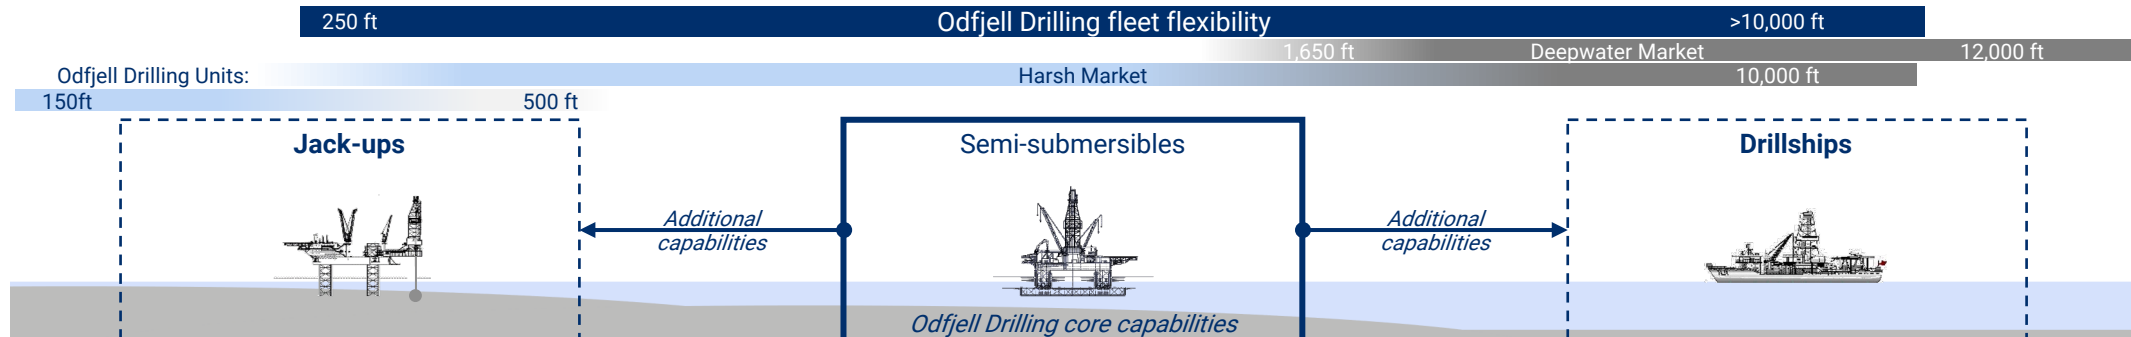 250 ft Odfjell Drilling fleet flexibility >10,000 ft
1,650 ft Deepwater Market 12,000 ft
Odfjell Drilling Units: Harsh Market 10,000 ft
150ft 500 ft
Jack-ups Semi-submersibles Drillships
Additional
capabilities
Additional
capabilities
Odfjell Drilling core capabilities